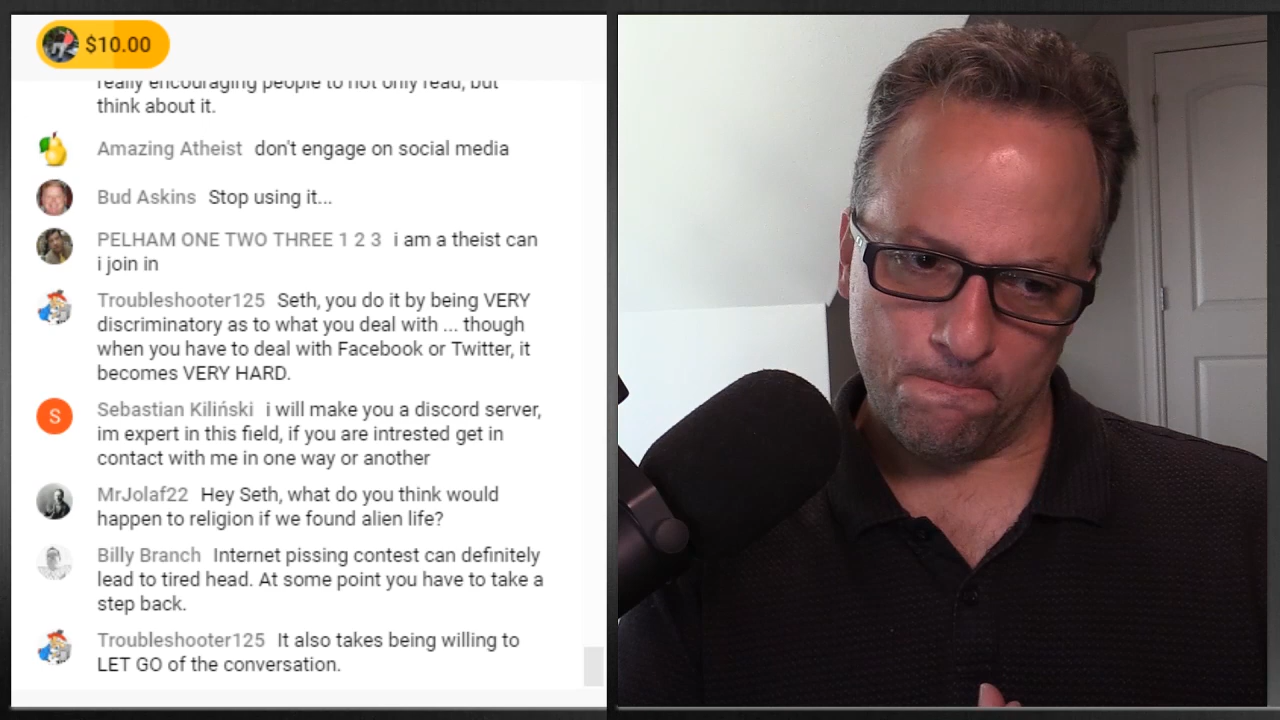 $10.00
really encouraging people to not only read, but
think about it.
Amazing Atheist don't engage on social media
Bud Askins Stop using it...
PELHAM ONE TWO THREE 1 2 3 i am a theist can
i join in
Troubleshooter125 Seth, you do it by being VERY
discriminatory as to what you deal with ... though
when you have to deal with Facebook or Twitter, it
becomes VERY HARD.
S
Sebastian Kiliński i will make you a discord server,
im expert in this field, if you are intrested get in
contact with me in one way or another
MrJolaf22 Hey Seth, what do you think would
happen to religion if we found alien life?
Billy Branch Internet pissing contest can definitely
lead to tired head. At some point you have to take a
step back.
Troubleshooter125 It also takes being willing to
LET GO of the conversation.